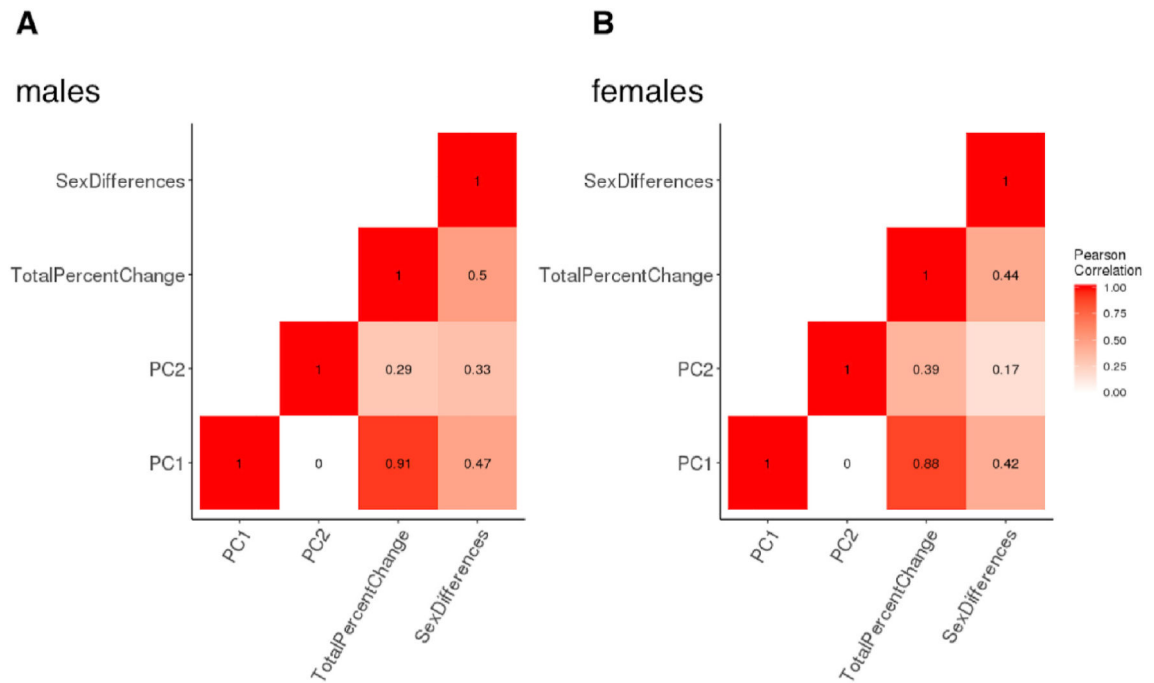 A
males
SexDifferences
TotalPercentChange
PC2
PC1
1
1
0.5
1
0.29
0.33
1
0
0.91
0.47
PC1
PC2
TotalPercentChange
SexDifferences
B
females
SexDifferences
TotalPercentChange
PC2
PC1
1
1
0.44
1
0.39
0.17
1
0
0.88
0.42
PC1
PC2
TotalPercentChange
SexDifferences
Pearson
Correlation
1.00
0.75
0.50
0.25
0.00